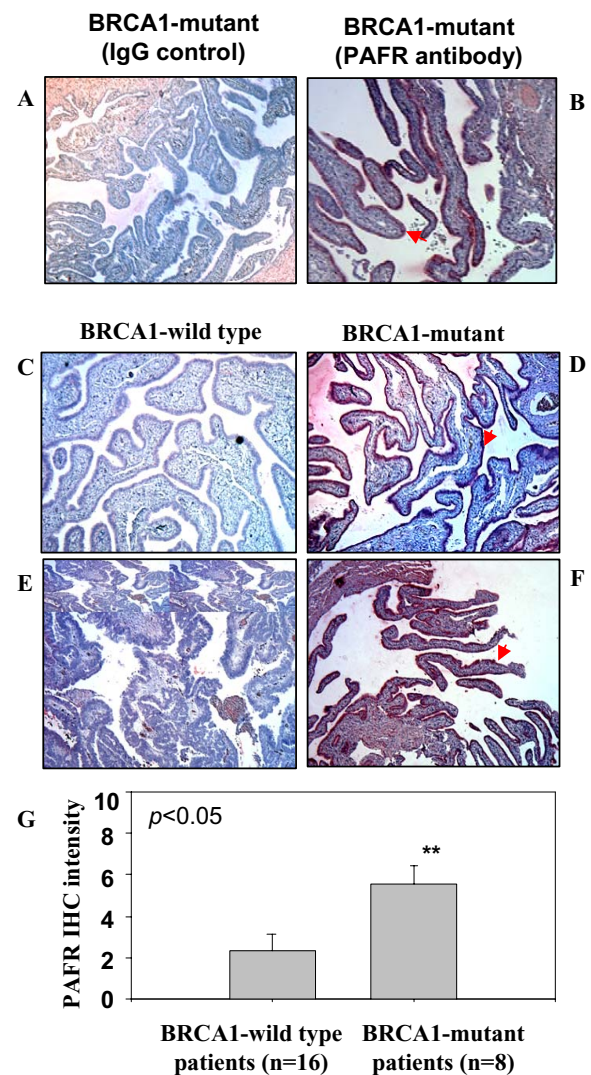 BRCA1-mutant
(IgG control)
BRCA1-mutant
(PAFR antibody)
A
B
BRCA1-wild type
BRCA1-mutant
C
D
E
F
G
PAFR IHC intensity
10
8
6
4
2
0
p<0.05
**
BRCA1-wild type
patients (n=16)
BRCA1-mutant
patients (n=8)